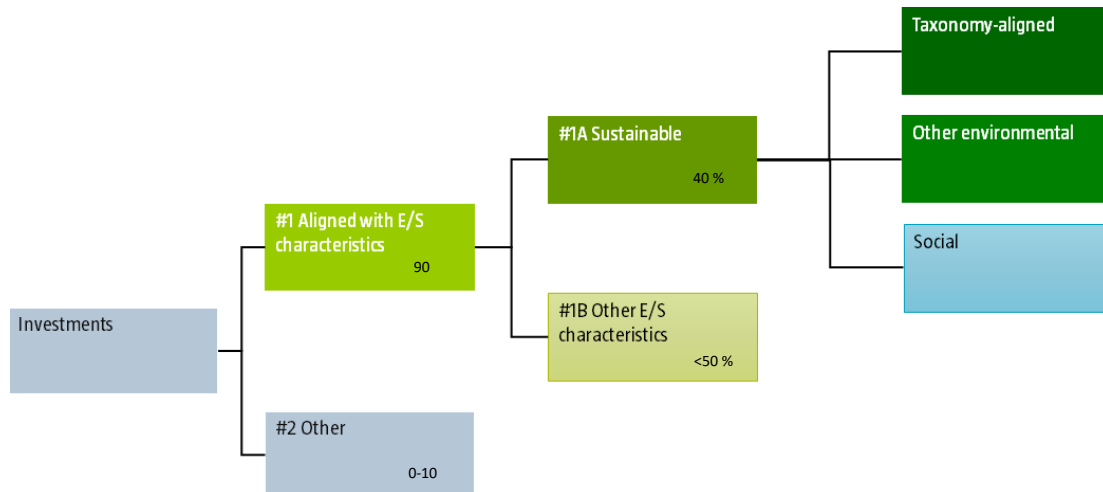 Taxonomy-aligned
#1A Sustainable
40 %
Other environmental
#1 Aligned with E/S
characteristics
90
Social
Investments
#1B Other E/S
characteristics
<50 %
#2 Other
0-10